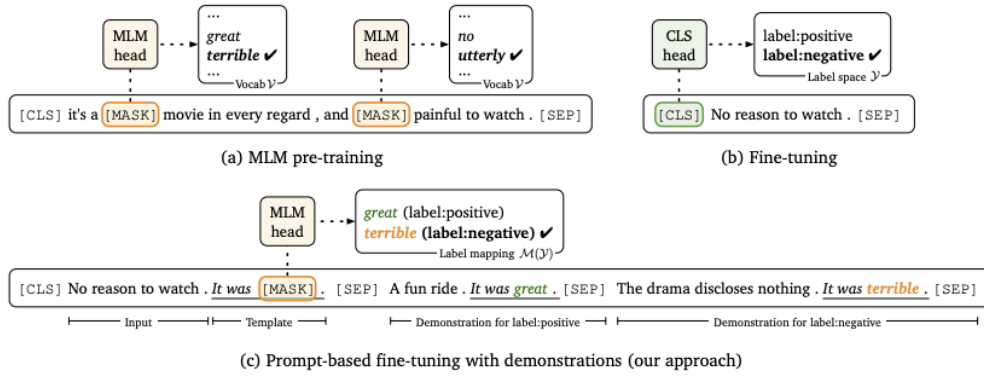 ...
great
terrible ✔
...
Vocab 𝒱
MLM
head
...
no
utterly ✔
...
Vocab 𝒱
MLM
head
[CLS] it's a [MASK] movie in every regard , and [MASK] painful to watch . [SEP]
(a) MLM pre-training
CLS
head
label:positive
label:negative ✔
Label space 𝒴
[CLS] No reason to watch . [SEP]
(b) Fine-tuning
MLM
head
great (label:positive)
terrible (label:negative) ✔
Label mapping ℳ(𝒴)
[CLS] No reason to watch . It was [MASK] . [SEP] A fun ride . It was great . [SEP] The drama discloses nothing . It was terrible . [SEP]
Input Template Demonstration for label:positive Demonstration for label:negative
(c) Prompt-based fine-tuning with demonstrations (our approach)